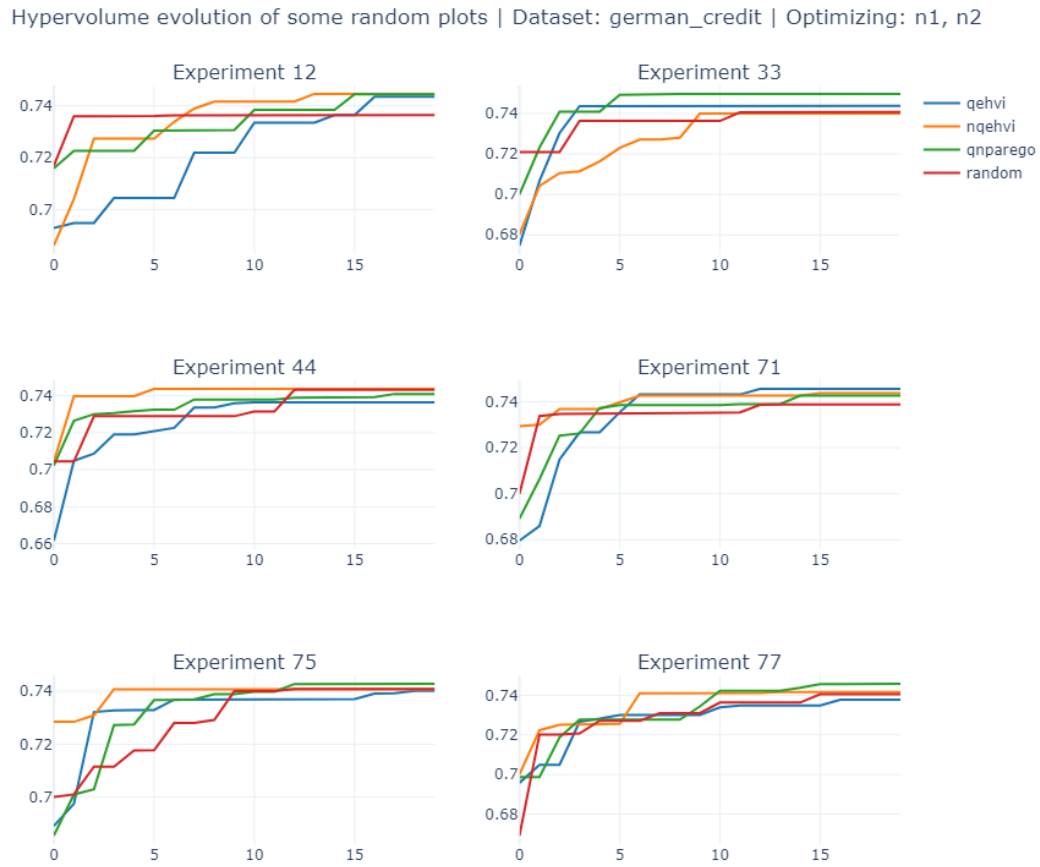 Hypervolume evolution of some random plots | Dataset: german_credit | Optimizing: n1, n2
Experiment 12
0.74
0.72
0.7
0 5 10 15
Experiment 33
0.74
0.72
0.7
0.68
0 5 10 15
qehvi
nqehvi
qnparego
random
Experiment 44
0.74
0.72
0.7
0.68
0.66
0 5 10 15
Experiment 71
0.74
0.72
0.7
0.68
0 5 10 15
Experiment 75
0.74
0.72
0.7
0 5 10 15
Experiment 77
0.74
0.72
0.7
0.68
0 5 10 15